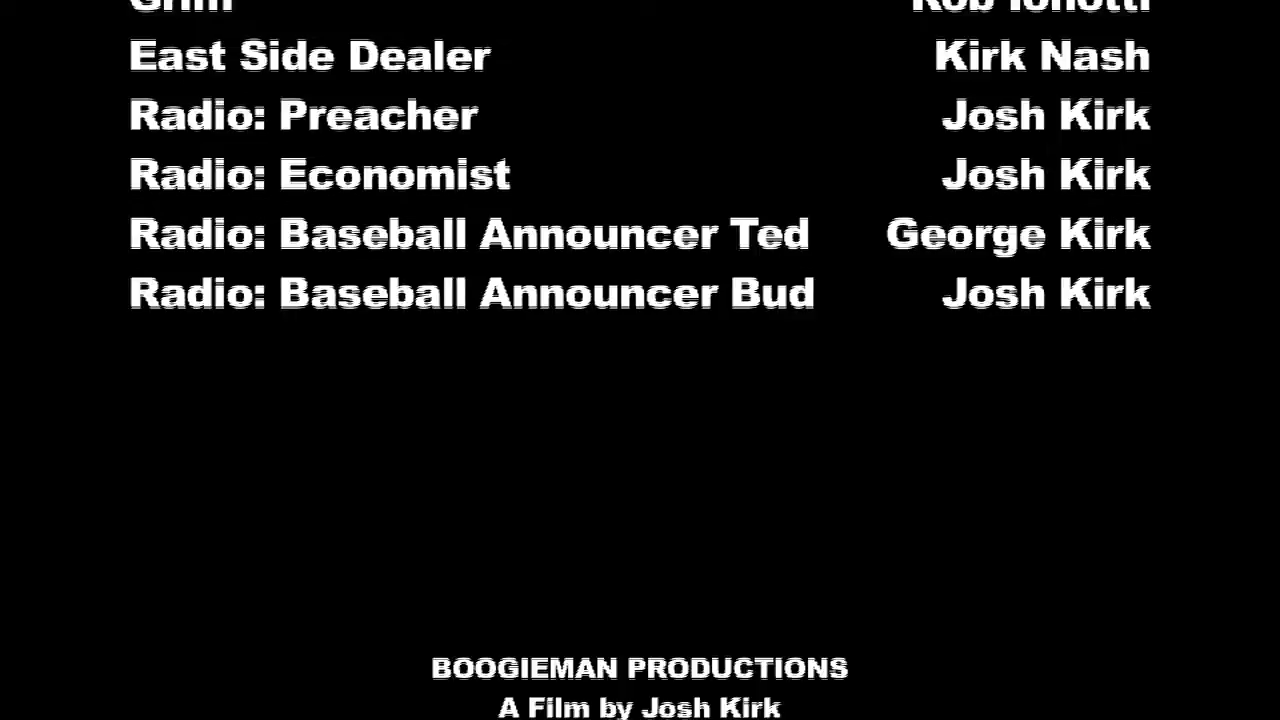 East Side Dealer Kirk Nash
Radio: Preacher Josh Kirk
Radio: Economist Josh Kirk
Radio: Baseball Announcer Ted George Kirk
Radio: Baseball Announcer Bud Josh Kirk
BOOGIEMAN PRODUCTIONS
A Film by Josh Kirk